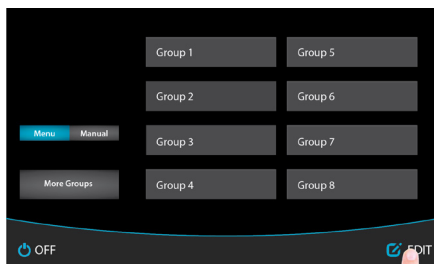 Group 1
Group 5
Group 2
Group 6
Menu
Manual
Group 3
Group 7
More Groups
Group 4
Group 8
OFF
EDIT